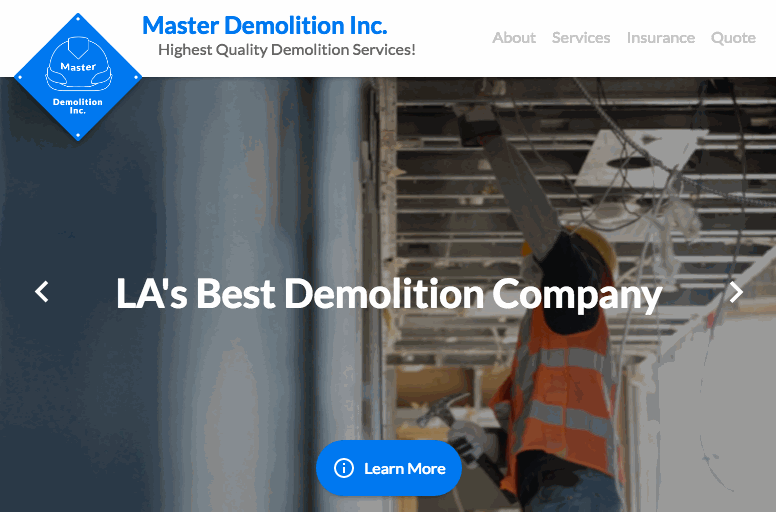 Master Demolition Inc.
Highest Quality Demolition Services!
About Services Insurance Quote
Master
Demolition
Inc.
LA's Best Demolition Company
Learn More